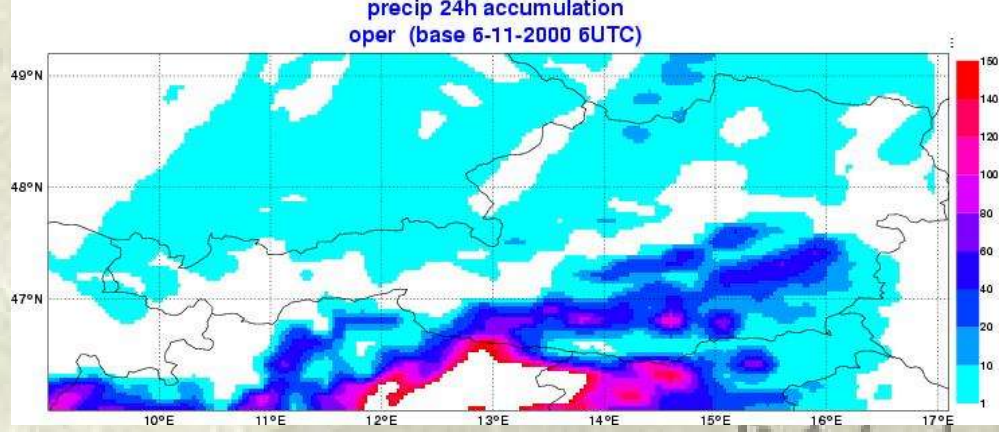 precip 24h accumulation
oper (base 6-11-2000 6UTC)
49°N
48°N
47°N
10°E
11°E
12°E
13°E
14°E
15°E
16°E
17°E
150
140
120
100
80
60
40
20
10
1